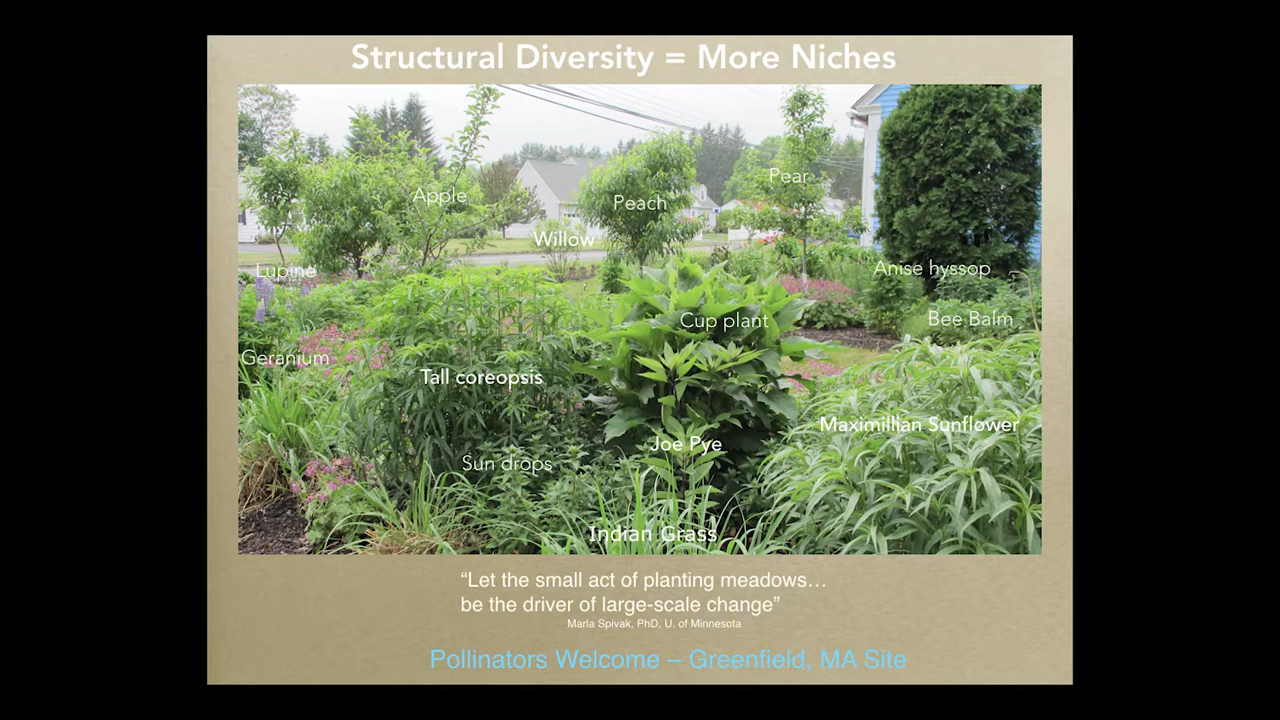 Structural Diversity = More Niches
Apple
Peach
Pear
Willow
Lupine
Anise hyssop
Cup plant
Bee Balm
Geranium
Tall coreopsis
Maximillian Sunflower
Joe Pye
Sun drops
Indian Grass
“Let the small act of planting meadows…
be the driver of large-scale change”
Marla Spivak, PhD, U. of Minnesota
Pollinators Welcome – Greenfield, MA Site